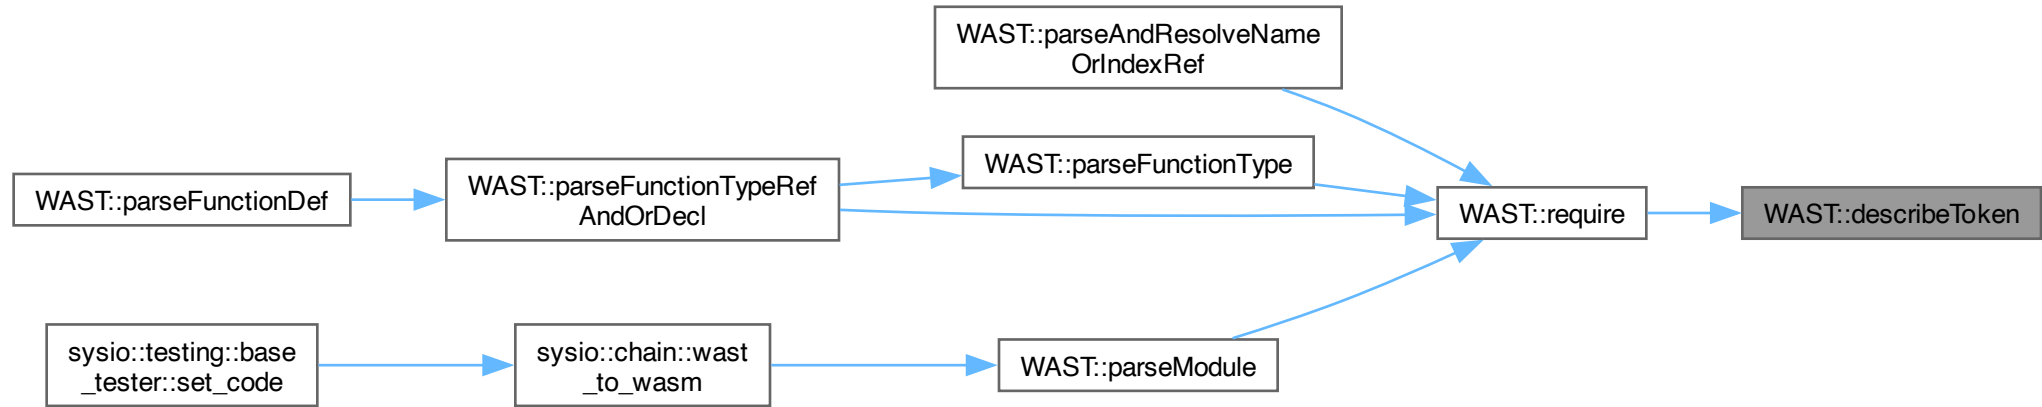 WAST::parseAndResolveName
OrIndexRef
WAST::parseFunctionType
WAST::parseFunctionTypeRef
AndOrDecl
WAST::parseFunctionDef
WAST::require
WAST::describeToken
sysio::testing::base
_tester::set_code
sysio::chain::wast
_to_wasm
WAST::parseModule